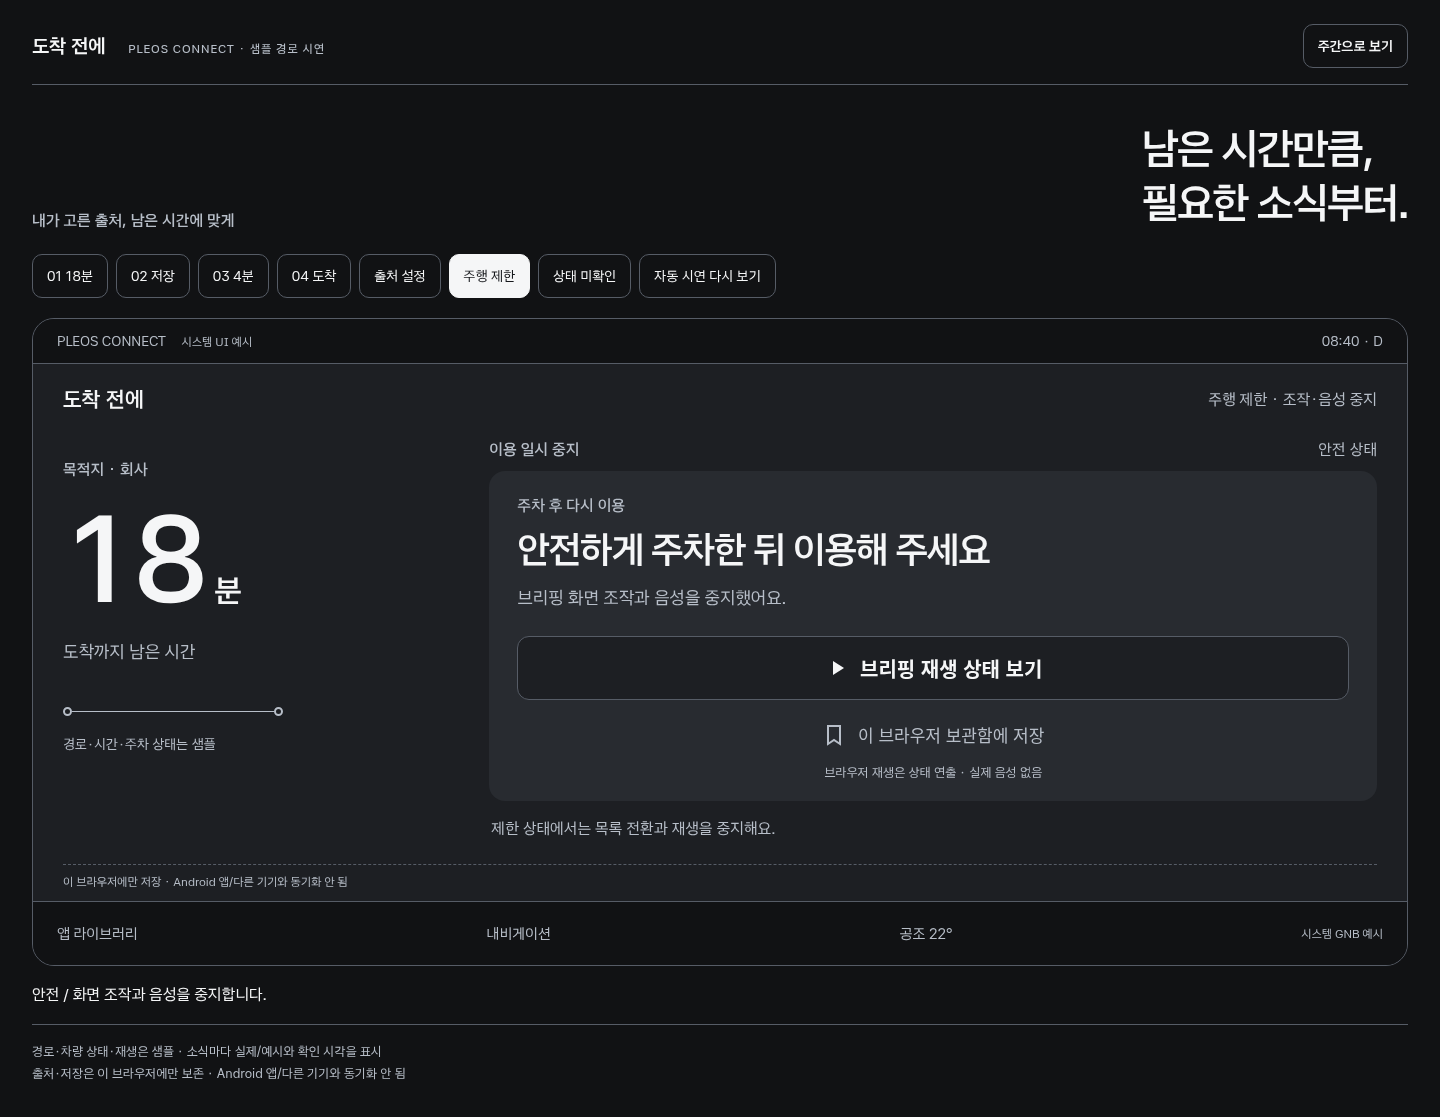 도착 전에
PLEOS CONNECT · 샘플 경로 시연
주간으로 보기
남은 시간만큼,
필요한 소식부터.
내가 고른 출처, 남은 시간에 맞게
01 18분
02 저장
03 4분
04 도착
출처 설정
주행 제한
상태 미확인
자동 시연 다시 보기
PLEOS CONNECT 시스템 UI 예시
08:40 · D
도착 전에
주행 제한 · 조작·음성 중지
목적지 · 회사
18분
도착까지 남은 시간
경로·시간·주차 상태는 샘플
이용 일시 중지
안전 상태
주차 후 다시 이용
안전하게 주차한 뒤 이용해 주세요
브리핑 화면 조작과 음성을 중지했어요.
브리핑 재생 상태 보기
이 브라우저 보관함에 저장
브라우저 재생은 상태 연출 · 실제 음성 없음
제한 상태에서는 목록 전환과 재생을 중지해요.
이 브라우저에만 저장 · Android 앱/다른 기기와 동기화 안 됨
앱 라이브러리
내비게이션
공조 22°
시스템 GNB 예시
안전 / 화면 조작과 음성을 중지합니다.
경로·차량 상태·재생은 샘플 · 소식마다 실제/예시와 확인 시각을 표시
출처·저장은 이 브라우저에만 보존 · Android 앱/다른 기기와 동기화 안 됨